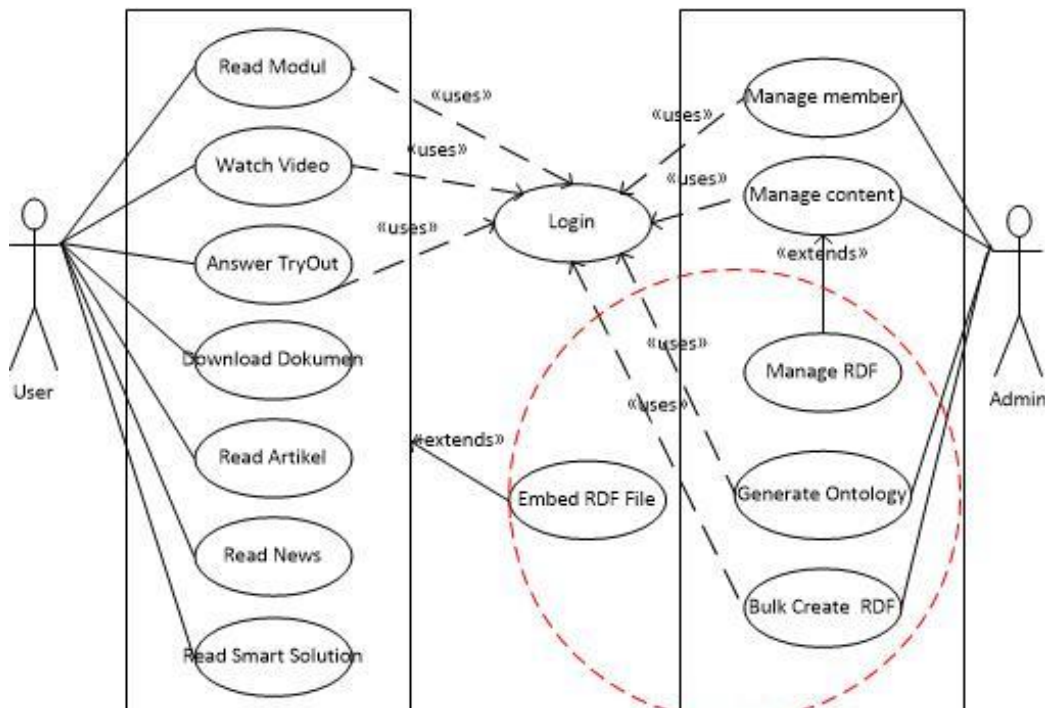 Read Modul
«uses»
Watch Video
«uses»
Answer TryOut
«uses»
Download Dokumen
Read Artikel
Read News
Read Smart Solution
User
Login
«extends»
Embed RDF File
Manage member
«uses»
Manage content
«uses»
«extends»
Manage RDF
«uses»
Generate Ontology
«uses»
Bulk Create RDF
Admin